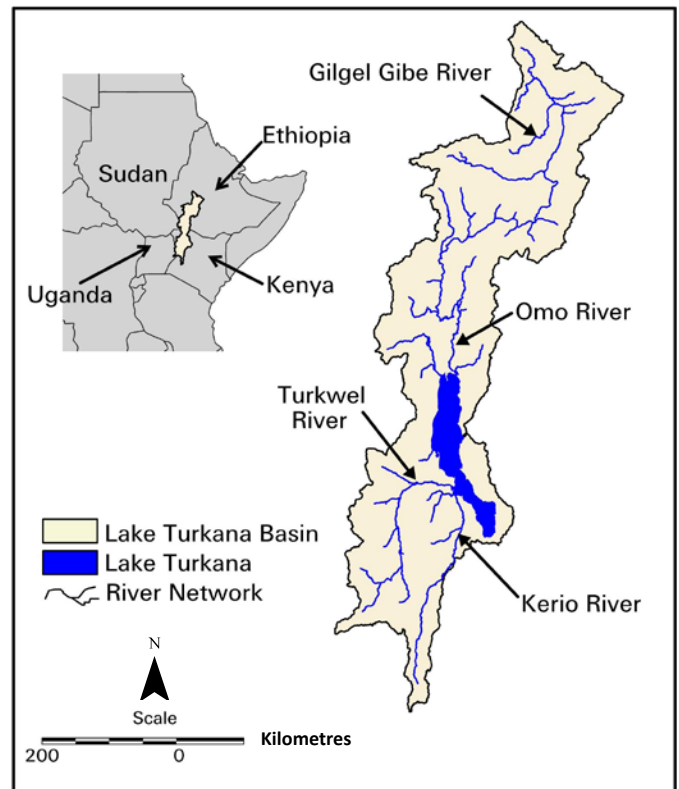 Gilgel Gibe River
Ethiopia
Sudan
Uganda
Kenya
Omo River
Turkwel
River
Lake Turkana Basin
Lake Turkana
River Network
Kerio River
N
Scale
Kilometres
200 0